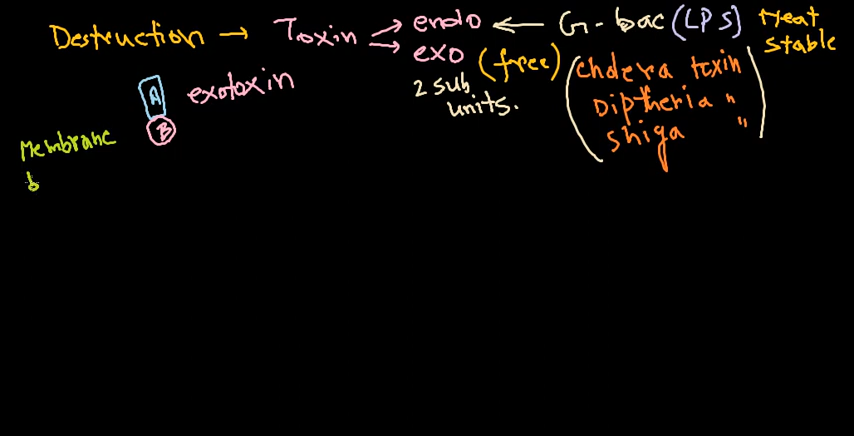 Destruction → Toxin → endo ← G- bac (LPS) Heat stable
→ exo (free)
2 sub units.
(Cholera toxin
Diptheria "
Shiga ")
A exotoxin
B
Membrane
b